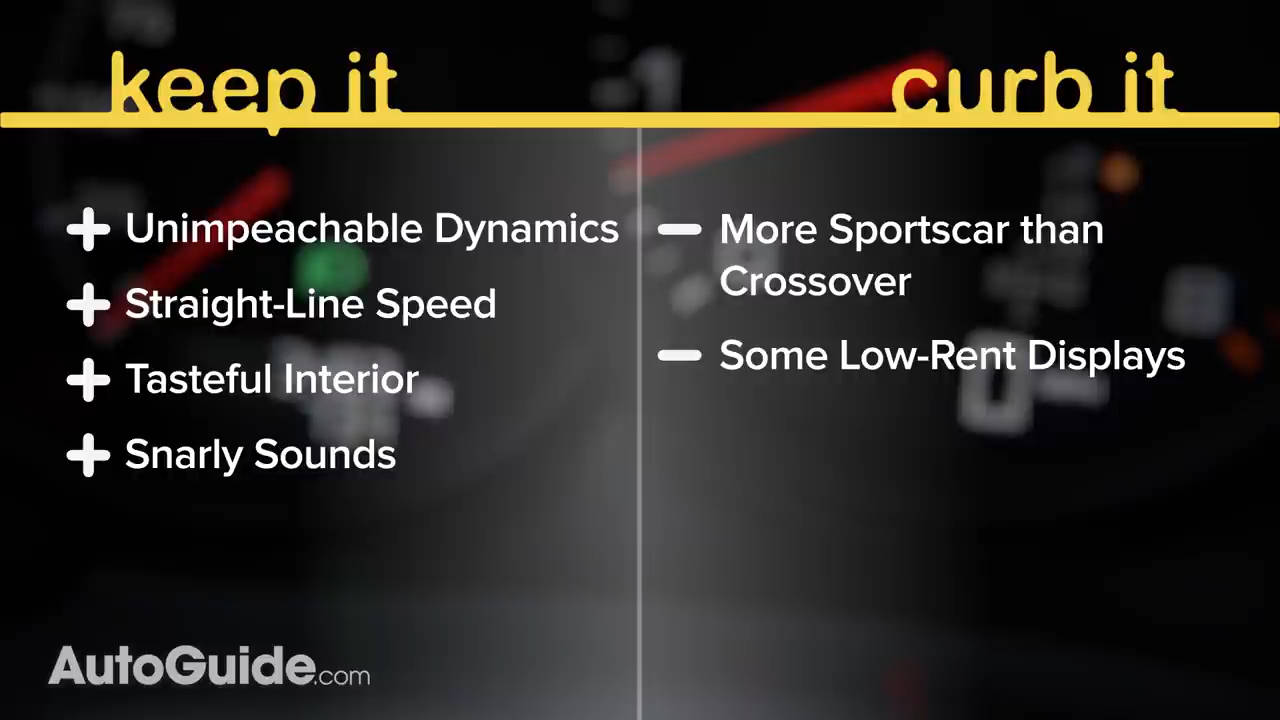 keep it
Unimpeachable Dynamics
Straight-Line Speed
Tasteful Interior
Snarly Sounds
curb it
More Sportscar than
Crossover
Some Low-Rent Displays
AutoGuide.com